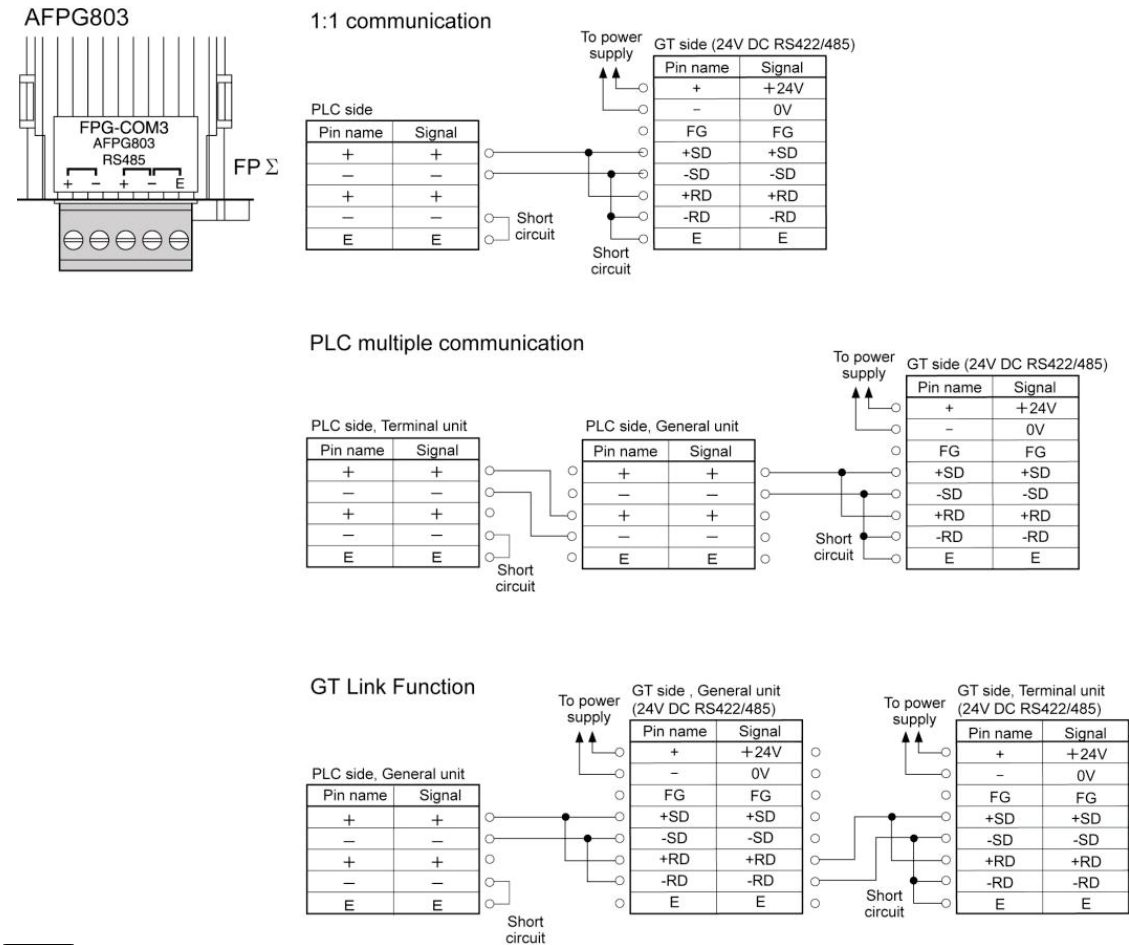 AFPG803
FPG-COM3
AFPG803
RS485
+ − + − E
FP Σ
1:1 communication
To power
supply
GT side (24V DC RS422/485)
Pin name Signal
+ +24V
− 0V
FG FG
+SD +SD
-SD -SD
+RD +RD
-RD -RD
E E
PLC side
Pin name Signal
+ +
− −
+ +
− −
E E
Short
circuit
Short
circuit
PLC multiple communication
To power
supply
GT side (24V DC RS422/485)
Pin name Signal
+ +24V
− 0V
FG FG
+SD +SD
-SD -SD
+RD +RD
-RD -RD
E E
PLC side, Terminal unit
Pin name Signal
+ +
− −
+ +
− −
E E
Short
circuit
PLC side, General unit
Pin name Signal
+ +
− −
+ +
− −
E E
Short
circuit
GT Link Function
To power
supply
GT side , General unit
(24V DC RS422/485)
Pin name Signal
+ +24V
− 0V
FG FG
+SD +SD
-SD -SD
+RD +RD
-RD -RD
E E
To power
supply
GT side, Terminal unit
(24V DC RS422/485)
Pin name Signal
+ +24V
− 0V
FG FG
+SD +SD
-SD -SD
+RD +RD
-RD -RD
E E
PLC side, General unit
Pin name Signal
+ +
− −
+ +
− −
E E
Short
circuit
Short
circuit